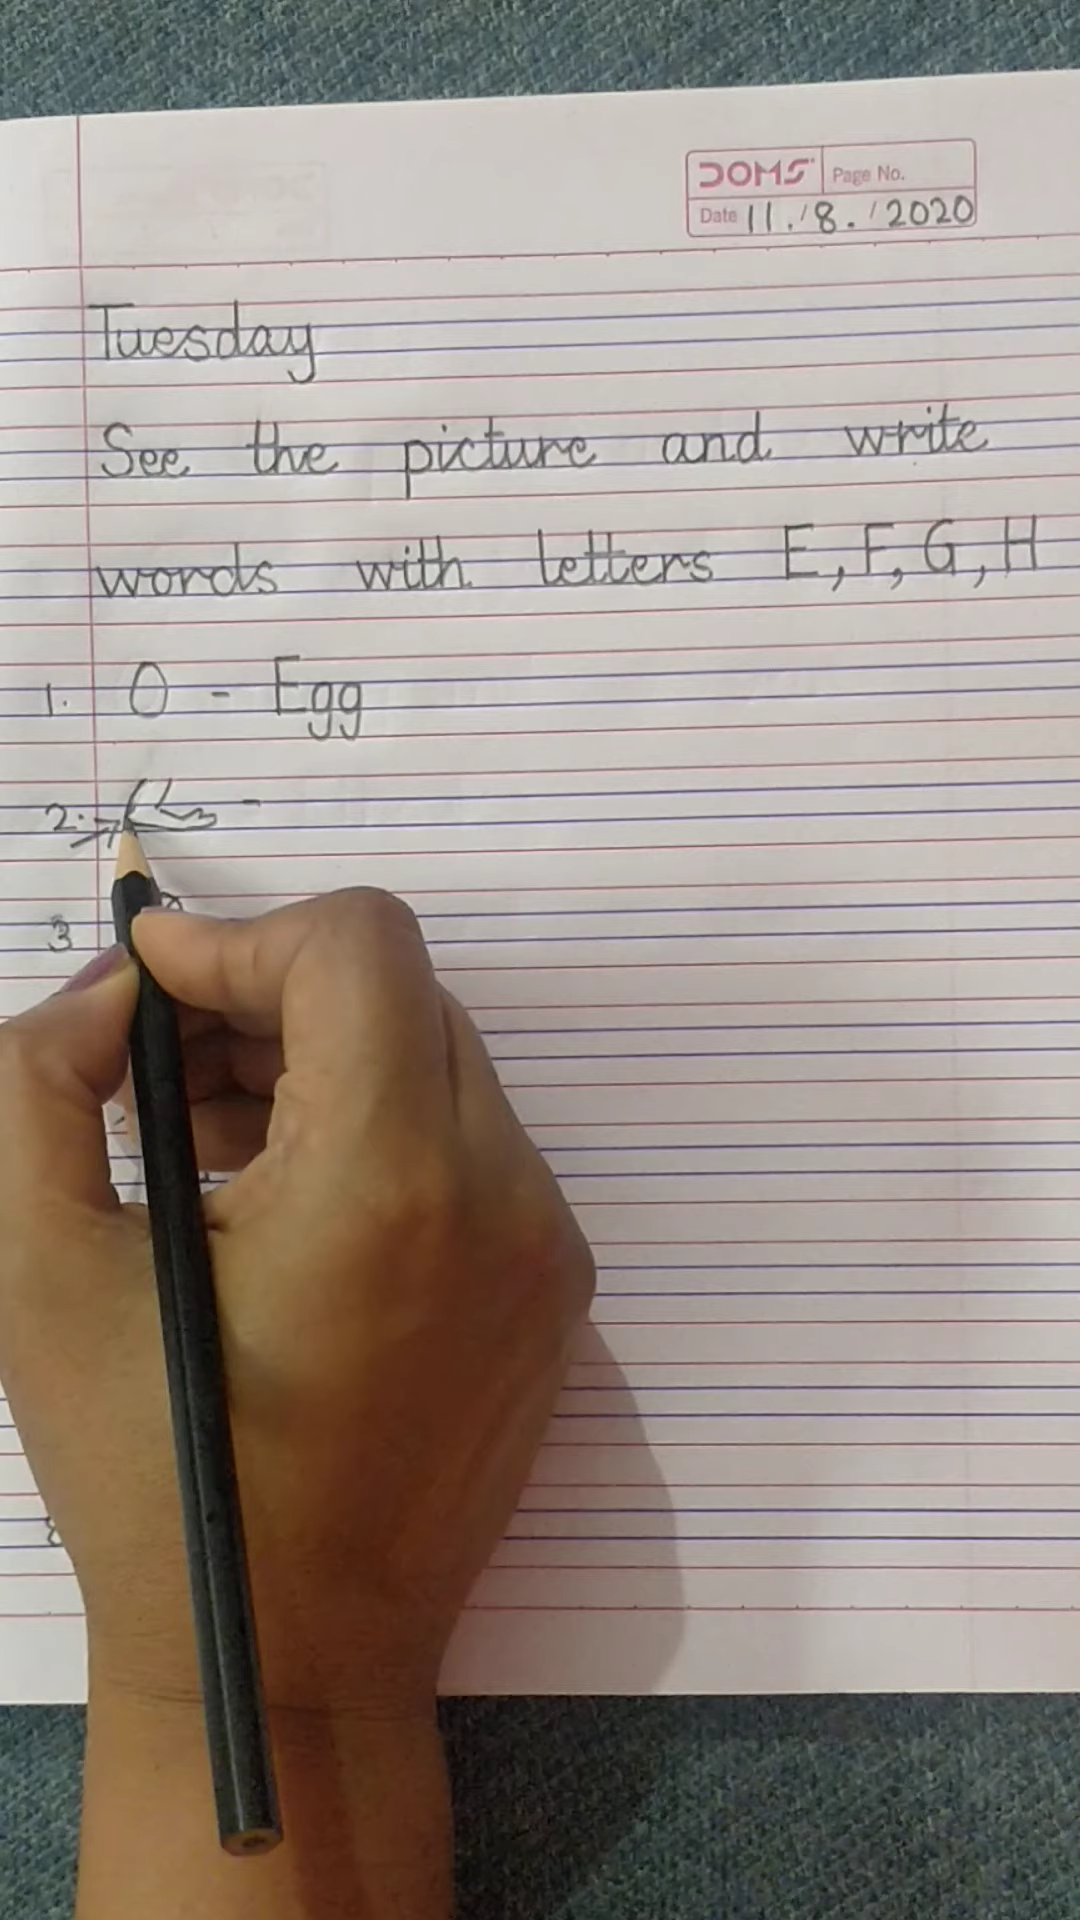 DOMS Page No.
Date 11./8./2020
Tuesday
See the picture and write
words with letters E, F, G, H
1. - Egg
2. -
3
8